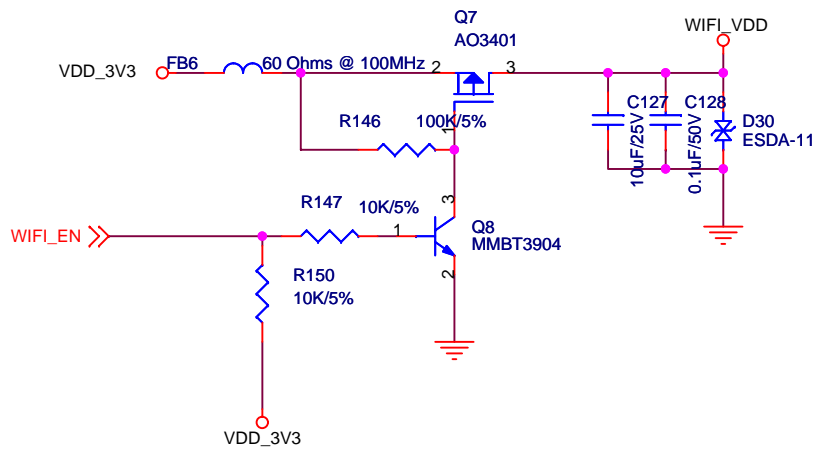 Q7
AO3401
WIFI_VDD
VDD_3V3
FB6
60 Ohms @ 100MHz
2
3
1
R146
100K/5%
C127
10uF/25V
C128
0.1uF/50V
D30
ESDA-11
R147
10K/5%
3
WIFI_EN
1
Q8
MMBT3904
2
R150
10K/5%
VDD_3V3